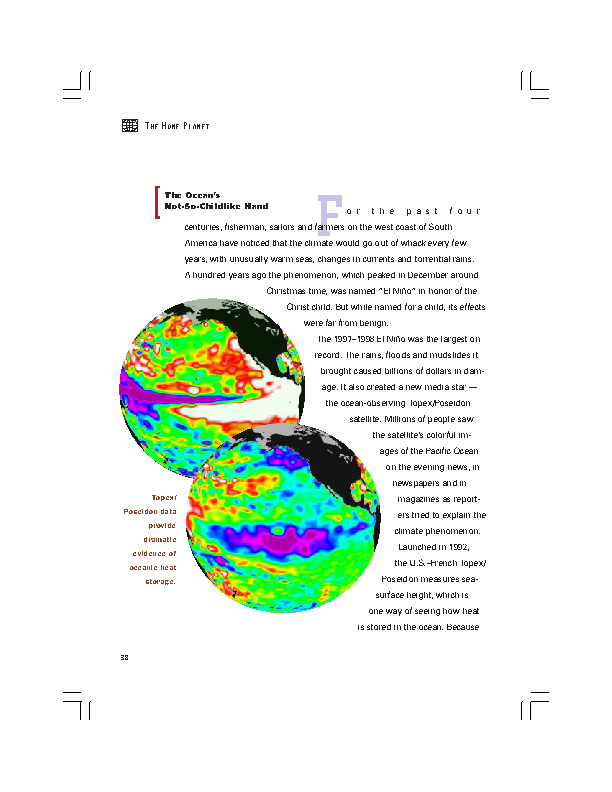 The Home Planet
The Ocean's
Not-So-Childlike Hand
For the past four
centuries, fisherman, sailors and farmers on the west coast of South
America have noticed that the climate would go out of whack every few
years, with unusually warm seas, changes in currents and torrential rains.
A hundred years ago the phenomenon, which peaked in December around
Christmas time, was named "El Niño" in honor of the
Christ child. But while named for a child, its effects
were far from benign.
The 1997–1998 El Niño was the largest on
record. The rains, floods and mudslides it
brought caused billions of dollars in dam-
age. It also created a new media star —
the ocean-observing Topex/Poseidon
satellite. Millions of people saw
the satellite's colorful im-
ages of the Pacific Ocean
on the evening news, in
newspapers and in
magazines as report-
ers tried to explain the
climate phenomenon.
Launched in 1992,
the U.S.–French Topex/
Poseidon measures sea-
surface height, which is
one way of seeing how heat
is stored in the ocean. Because
Topex/
Poseidon data
provide
dramatic
evidence of
oceanic heat
storage.
38